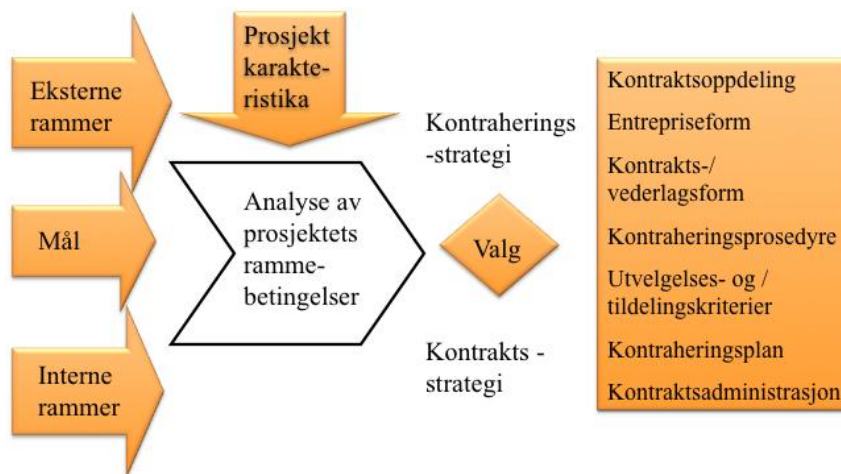 Eksterne
rammer
Mål
Interne
rammer
Prosjekt
karakte-
ristika
Analyse av
prosjektets
ramme-
betingelser
Kontraherings
-strategi
Valg
Kontrakts -
strategi
Kontraktsoppdeling
Entrepriseform
Kontrakts-/
vederlagsform
Kontraheringsprosedyre
Utvelgelses- og /
tildelingskriterier
Kontraheringsplan
Kontraktsadministrasjon